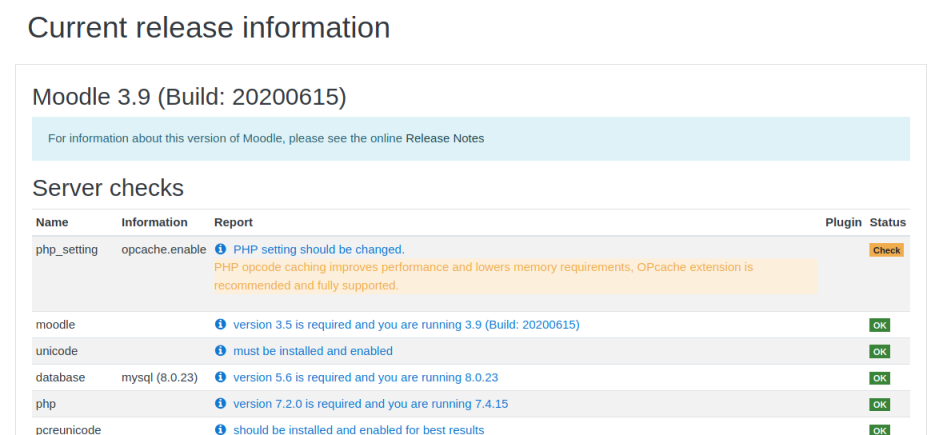 Current release information
Moodle 3.9 (Build: 20200615)
For information about this version of Moodle, please see the online Release Notes
Server checks
Name Information Report Plugin Status
php_setting opcache.enable PHP setting should be changed. Check
PHP opcode caching improves performance and lowers memory requirements, OPcache extension is
recommended and fully supported.
moodle version 3.5 is required and you are running 3.9 (Build: 20200615) OK
unicode must be installed and enabled OK
database mysql (8.0.23) version 5.6 is required and you are running 8.0.23 OK
php version 7.2.0 is required and you are running 7.4.15 OK
pcreunicode should be installed and enabled for best results OK